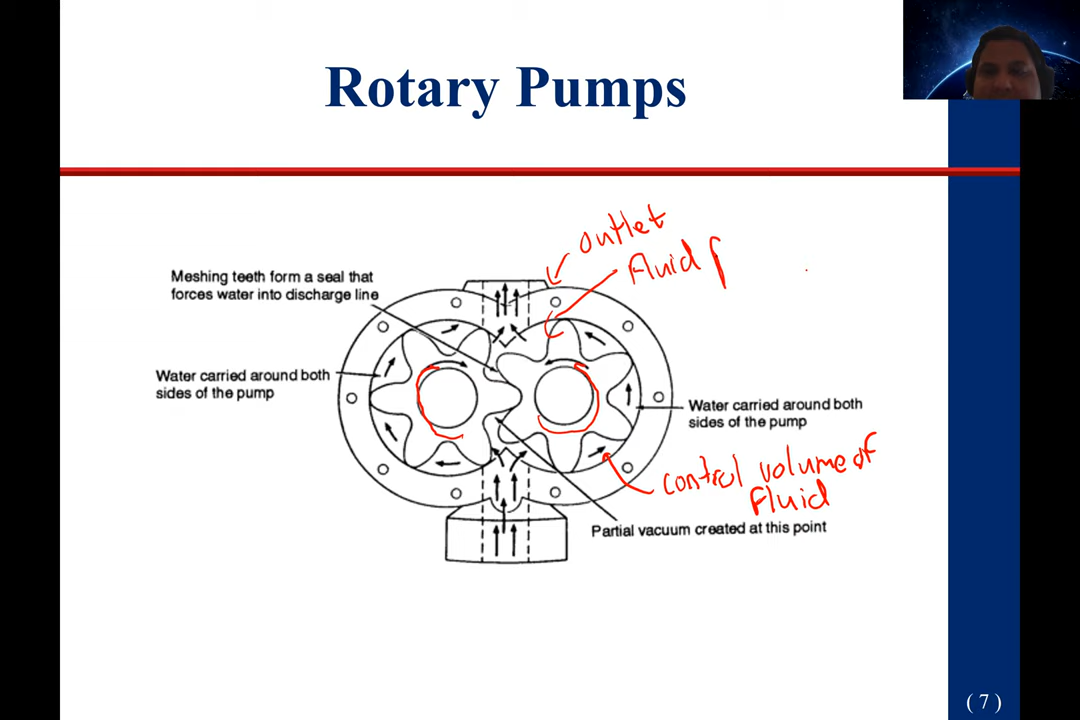 Rotary Pumps
outlet
Fluid
Meshing teeth form a seal that
forces water into discharge line
Water carried around both
sides of the pump
Water carried around both
sides of the pump
control volume of
Fluid
Partial vacuum created at this point
( 7 )